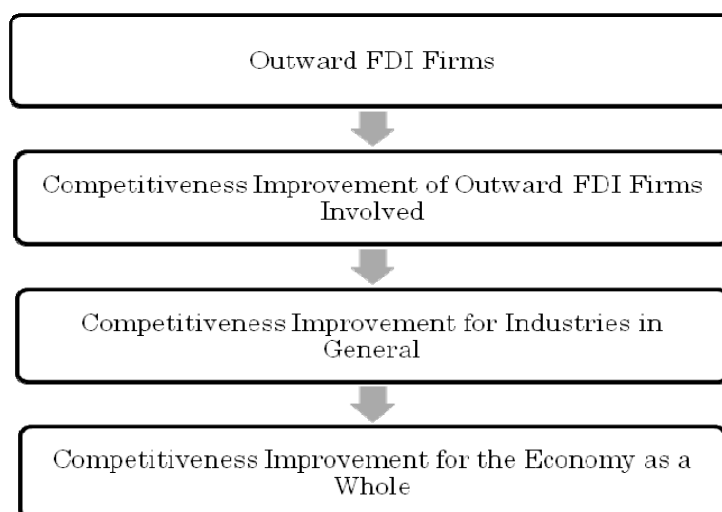 Outward FDI Firms
Competitiveness Improvement of Outward FDI Firms
Involved
Competitiveness Improvement for Industries in
General
Competitiveness Improvement for the Economy as a
Whole